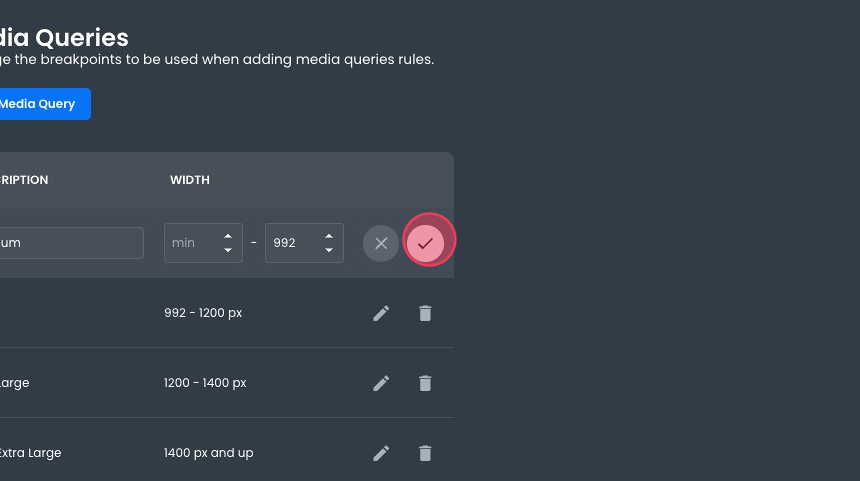 dia Queries
ge the breakpoints to be used when adding media queries rules.
Media Query
RIPTION WIDTH
um min - 992
992 - 1200 px
Large 1200 - 1400 px
Extra Large 1400 px and up